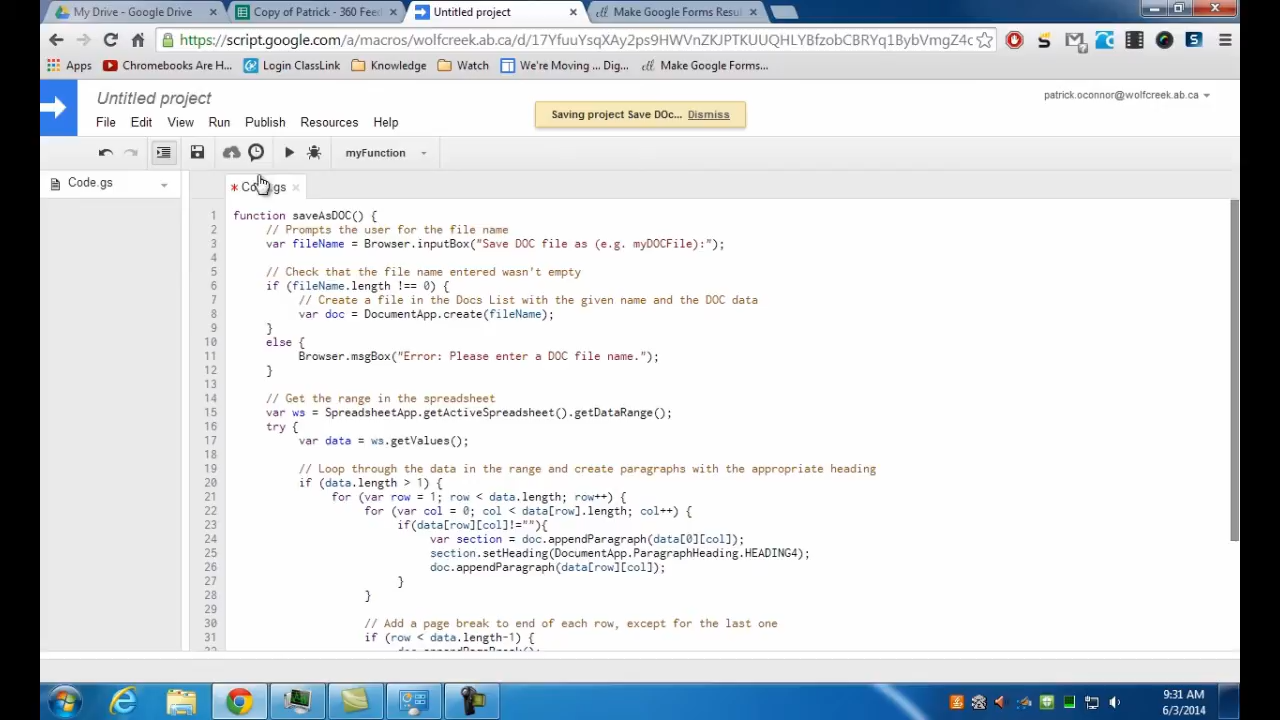 My Drive - Google Drive
Copy of Patrick - 360 Feed
Untitled project
Make Google Forms Resu
https://script.google.com/a/macros/wolfcreek.ab.ca/d/17YfuuYsqXAy2ps9HWVnZKJPTKUUQHLYBfzobCBRYq1BybVmgZ4c
Apps
Chromebooks Are H...
Login ClassLink
Knowledge
Watch
We're Moving ... Dig...
Make Google Forms...
Untitled project
patrick.oconnor@wolfcreek.ab.ca
Saving project Save DOc... Dismiss
File Edit View Run Publish Resources Help
myFunction
Code.gs
* Code.gs
1 function saveAsDOC() {
2 // Prompts the user for the file name
3 var fileName = Browser.inputBox("Save DOC file as (e.g. myDOCFile):");
4
5 // Check that the file name entered wasn't empty
6 if (fileName.length !== 0) {
7 // Create a file in the Docs List with the given name and the DOC data
8 var doc = DocumentApp.create(fileName);
9 }
10 else {
11 Browser.msgBox("Error: Please enter a DOC file name.");
12 }
13
14 // Get the range in the spreadsheet
15 var ws = SpreadsheetApp.getActiveSpreadsheet().getDataRange();
16 try {
17 var data = ws.getValues();
18
19 // Loop through the data in the range and create paragraphs with the appropriate heading
20 if (data.length > 1) {
21 for (var row = 1; row < data.length; row++) {
22 for (var col = 0; col < data[row].length; col++) {
23 if(data[row][col]!=""){
24 var section = doc.appendParagraph(data[0][col]);
25 section.setHeading(DocumentApp.ParagraphHeading.HEADING4);
26 doc.appendParagraph(data[row][col]);
27 }
28 }
29
30 // Add a page break to end of each row, except for the last one
31 if (row < data.length-1) {
32 doc.appendPageBreak();
9:31 AM
6/3/2014